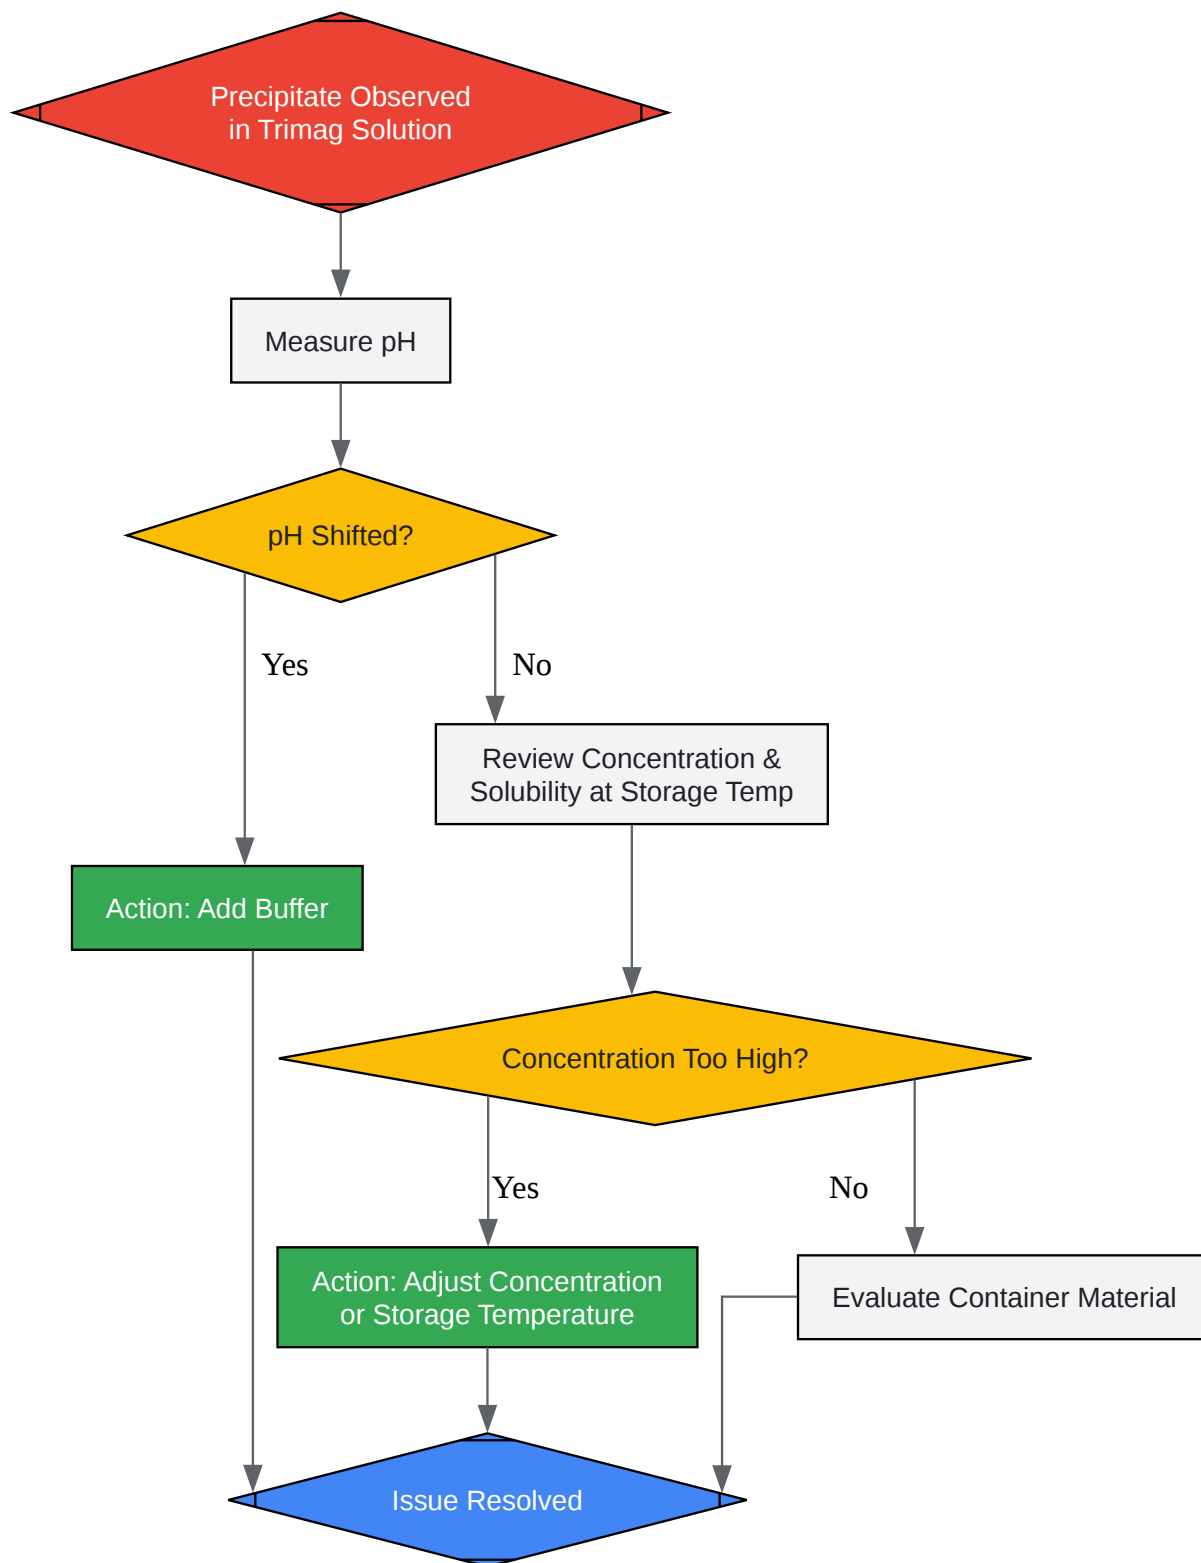 Precipitate Observed
in Trimag Solution
Measure pH
pH Shifted?
Yes
No
Review Concentration &
Solubility at Storage Temp
Action: Add Buffer
Concentration Too High?
Yes
No
Action: Adjust Concentration
or Storage Temperature
Evaluate Container Material
Issue Resolved